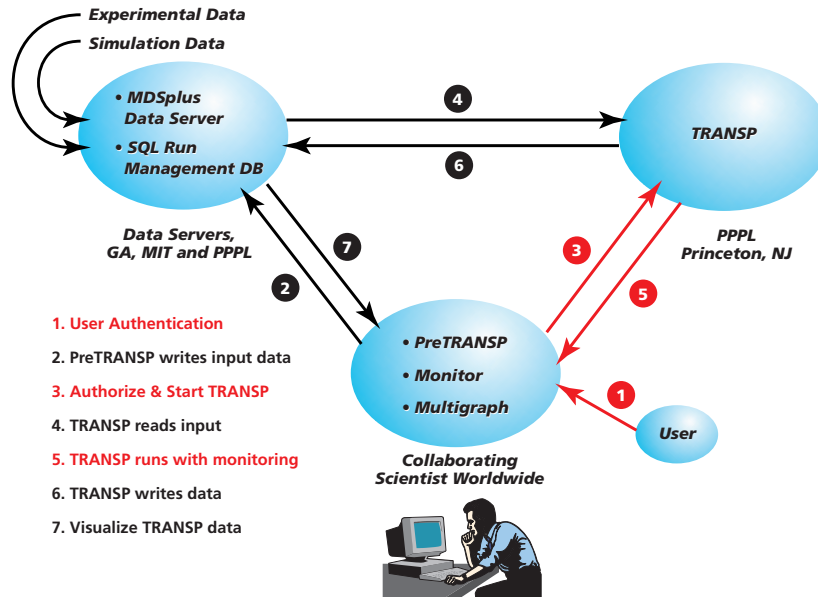 Experimental Data
Simulation Data
• MDSplus
Data Server
• SQL Run
Management DB
4
6
TRANSP
Data Servers,
GA, MIT and PPPL
7
2
3
5
PPPL
Princeton, NJ
• PreTRANSP
• Monitor
• Multigraph
1
User
Collaborating
Scientist Worldwide
1. User Authentication
2. PreTRANSP writes input data
3. Authorize & Start TRANSP
4. TRANSP reads input
5. TRANSP runs with monitoring
6. TRANSP writes data
7. Visualize TRANSP data